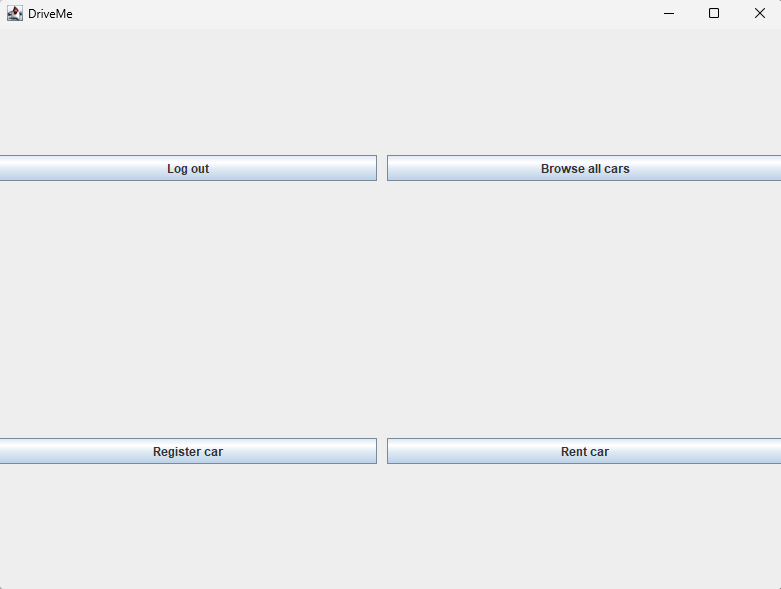 DriveMe
Log out
Browse all cars
Register car
Rent car